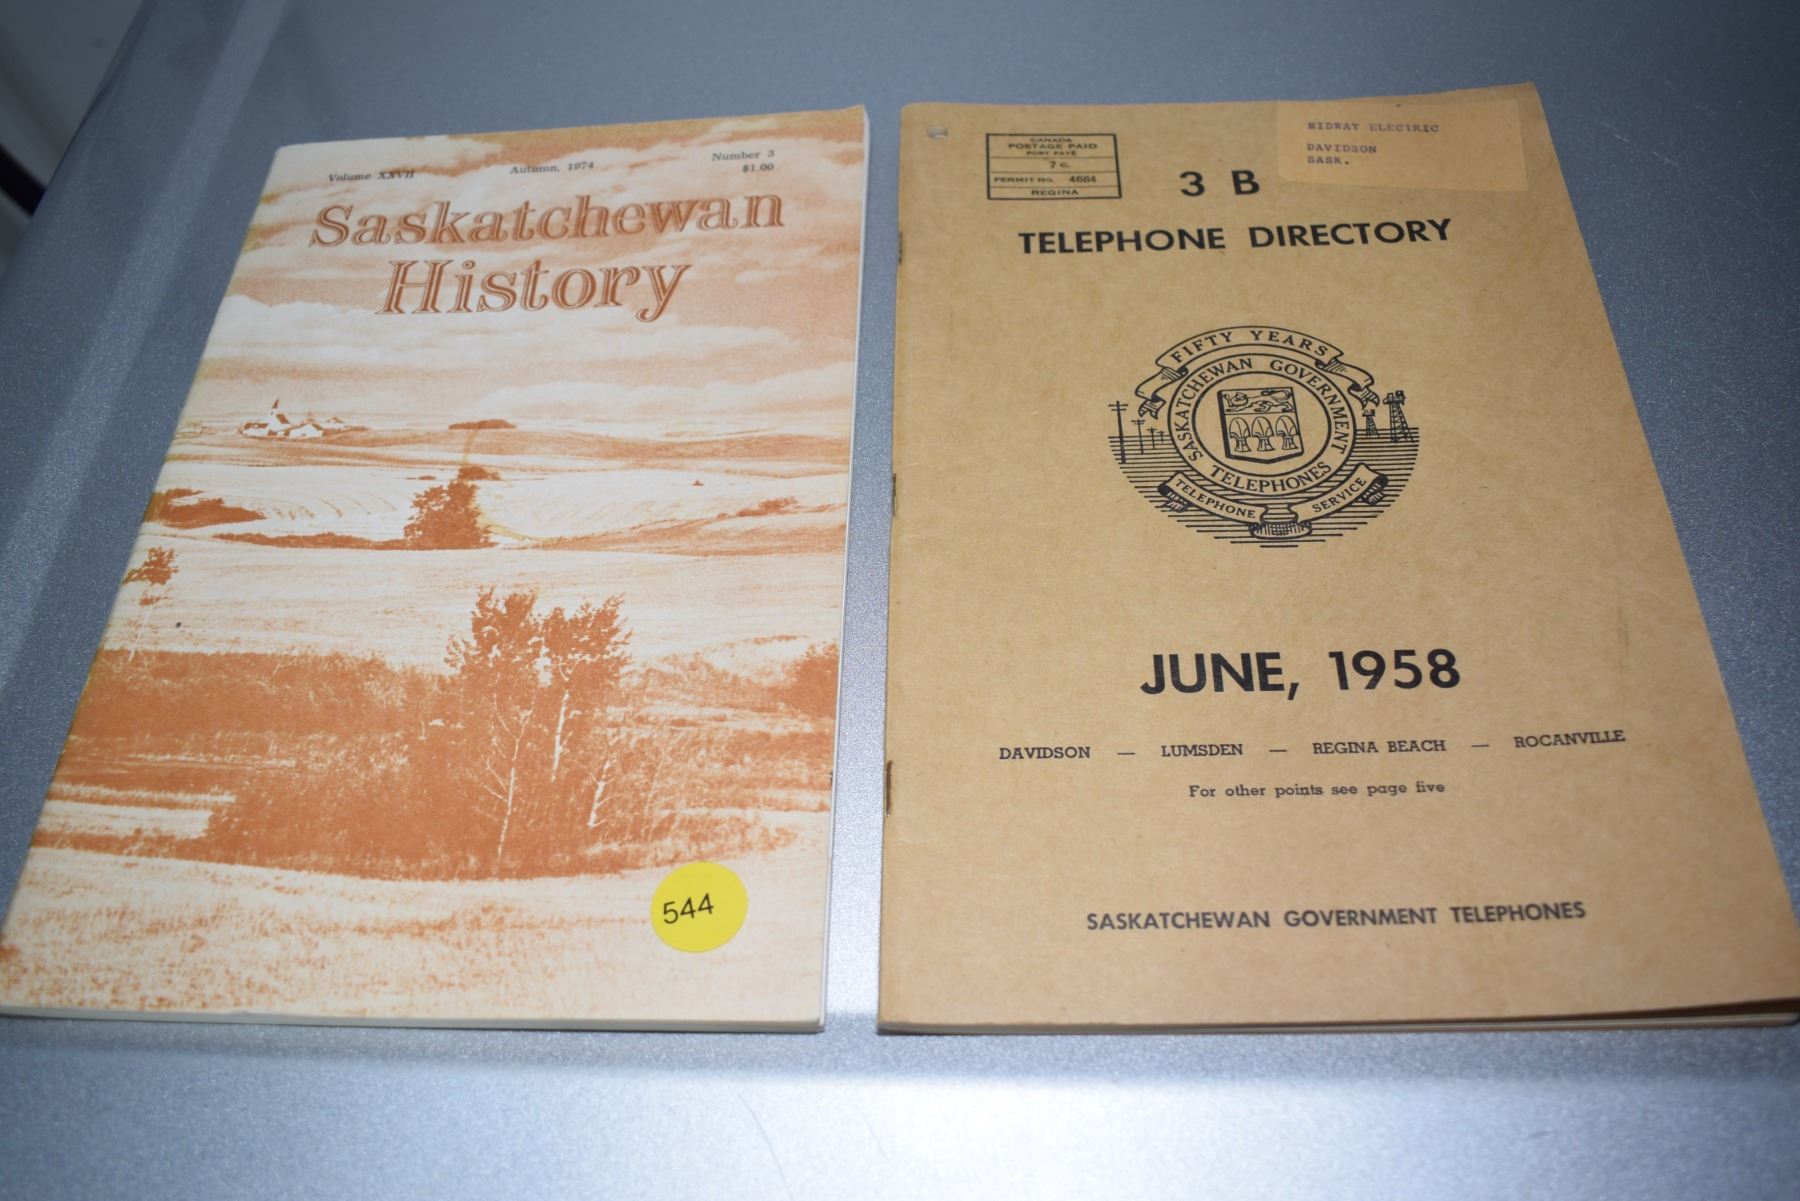 Volume XXVII Autumn, 1974 Number 3
$1.00
Saskatchewan
History
544
CANADA
POSTAGE PAID
PORT PAYÉ
7 c.
PERMIT NO. 4684
REGINA
MIDWAY ELECTRIC
DAVIDSON
SASK.
3 B
TELEPHONE DIRECTORY
FIFTY YEARS
SASKATCHEWAN GOVERNMENT
TELEPHONES
TELEPHONE SERVICE
JUNE, 1958
DAVIDSON — LUMSDEN — REGINA BEACH — ROCANVILLE
For other points see page five
SASKATCHEWAN GOVERNMENT TELEPHONES